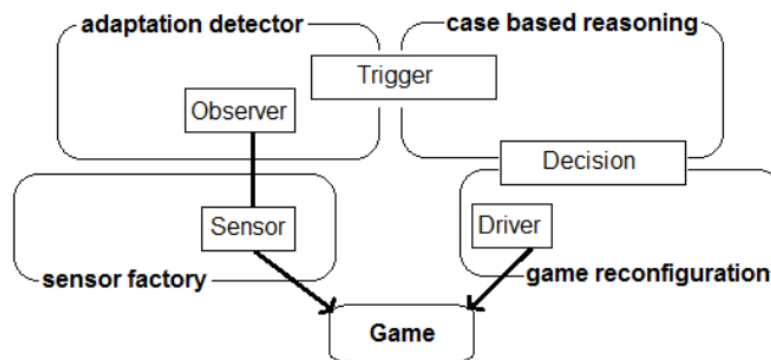 adaptation detector
case based reasoning
Trigger
Observer
Decision
Sensor
Driver
sensor factory
game reconfiguration
Game